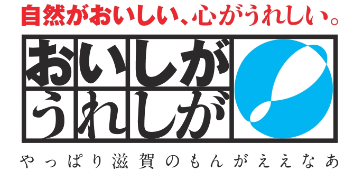 自然がおいしい、心がうれしい。
おいしが
うれしが
やっぱり滋賀のもんがええなあ